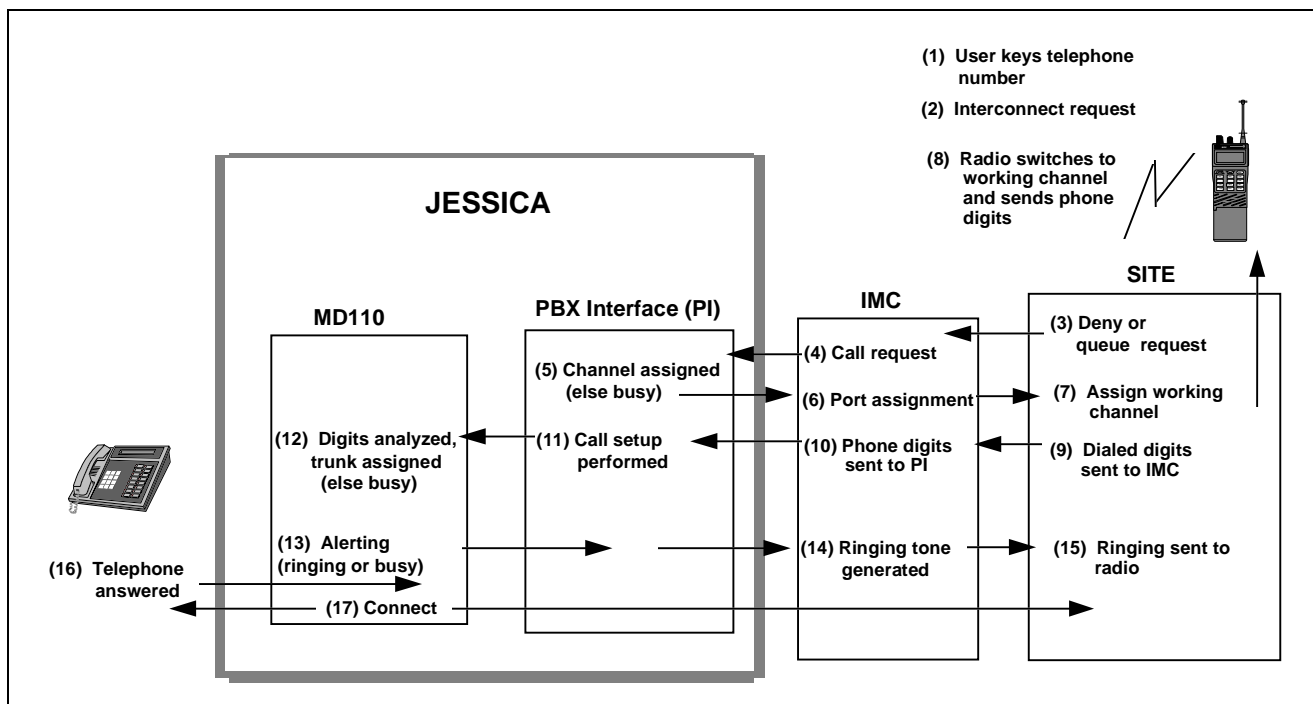 (1) User keys telephone
number
(2) Interconnect request
(8) Radio switches to
working channel
and sends phone
digits
JESSICA
SITE
IMC
PBX Interface (PI)
MD110
(3) Deny or
queue request
(4) Call request
(5) Channel assigned
(else busy)
(6) Port assignment
(7) Assign working
channel
(12) Digits analyzed,
trunk assigned
(else busy)
(11) Call setup
performed
(10) Phone digits
sent to PI
(9) Dialed digits
sent to IMC
(13) Alerting
(ringing or busy)
(14) Ringing tone
generated
(15) Ringing sent to
radio
(16) Telephone
answered
(17) Connect